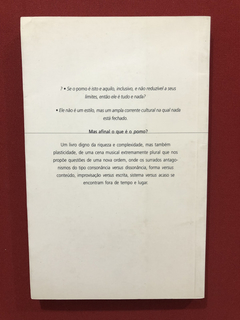 ? • Se o pomo é isto e aquilo, inclusivo, e não reduzível a seus
limites, então ele é tudo e nada?
• Ele não é um estilo, mas um ampla corrente cultural na qual nada
está fechado.
Mas afinal o que é o pomo?
Um livro digno da riqueza e complexidade, mas também
plasticidade, de uma cena musical extremamente plural que nos
propõe questões de uma nova ordem, onde os surrados antago-
nismos do tipo consonância versus dissonância, forma versus
conteúdo, improvisação versus escrita, sistema versus acaso se
encontram fora de tempo e lugar.